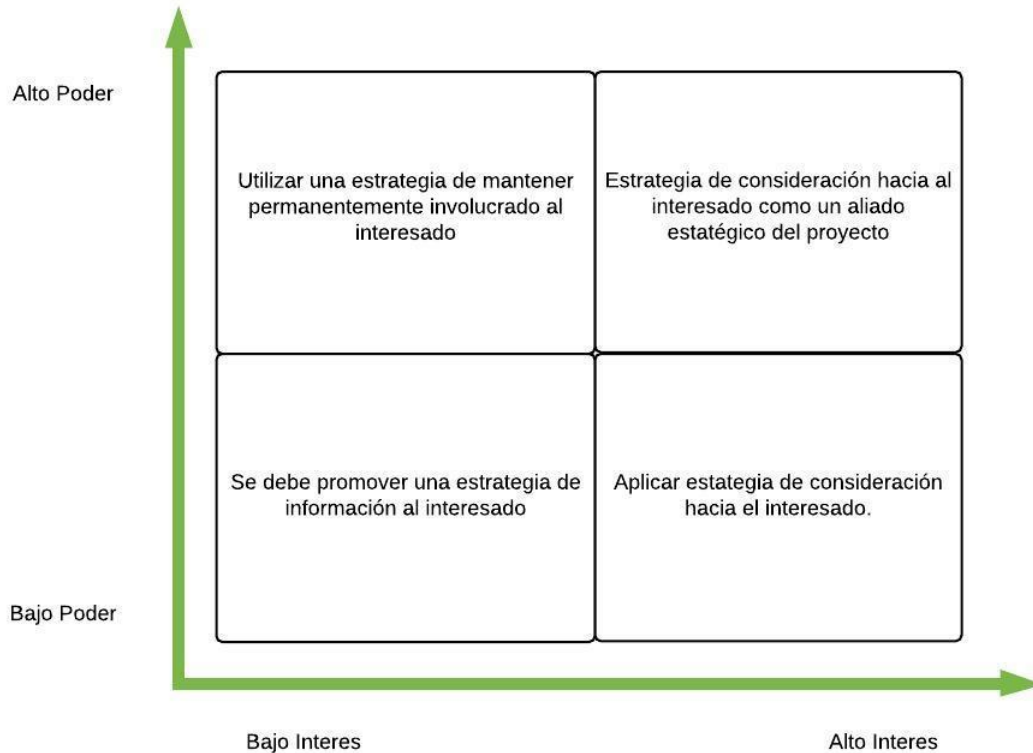 Alto Poder
Utilizar una estrategia de mantener
permanentemente involucrado al
interesado
Estrategia de consideración hacia al
interesado como un aliado
estatégico del proyecto
Se debe promover una estrategia de
información al interesado
Aplicar estategia de consideración
hacia el interesado.
Bajo Poder
Bajo Interes
Alto Interes